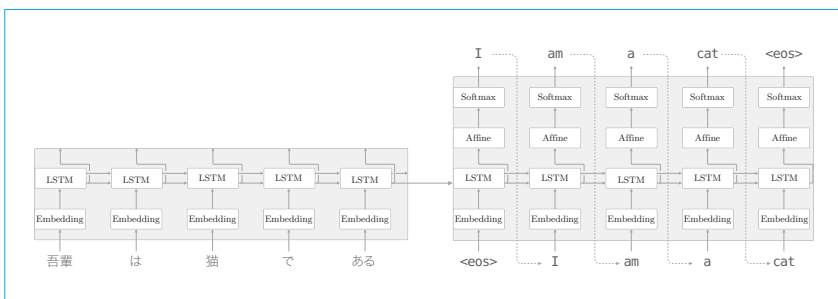 I am a cat <eos>
Softmax Softmax Softmax Softmax Softmax
Affine Affine Affine Affine Affine
LSTM LSTM LSTM LSTM LSTM LSTM LSTM LSTM LSTM LSTM
Embedding Embedding Embedding Embedding Embedding Embedding Embedding Embedding Embedding Embedding
吾輩 は 猫 で ある <eos> I am a cat